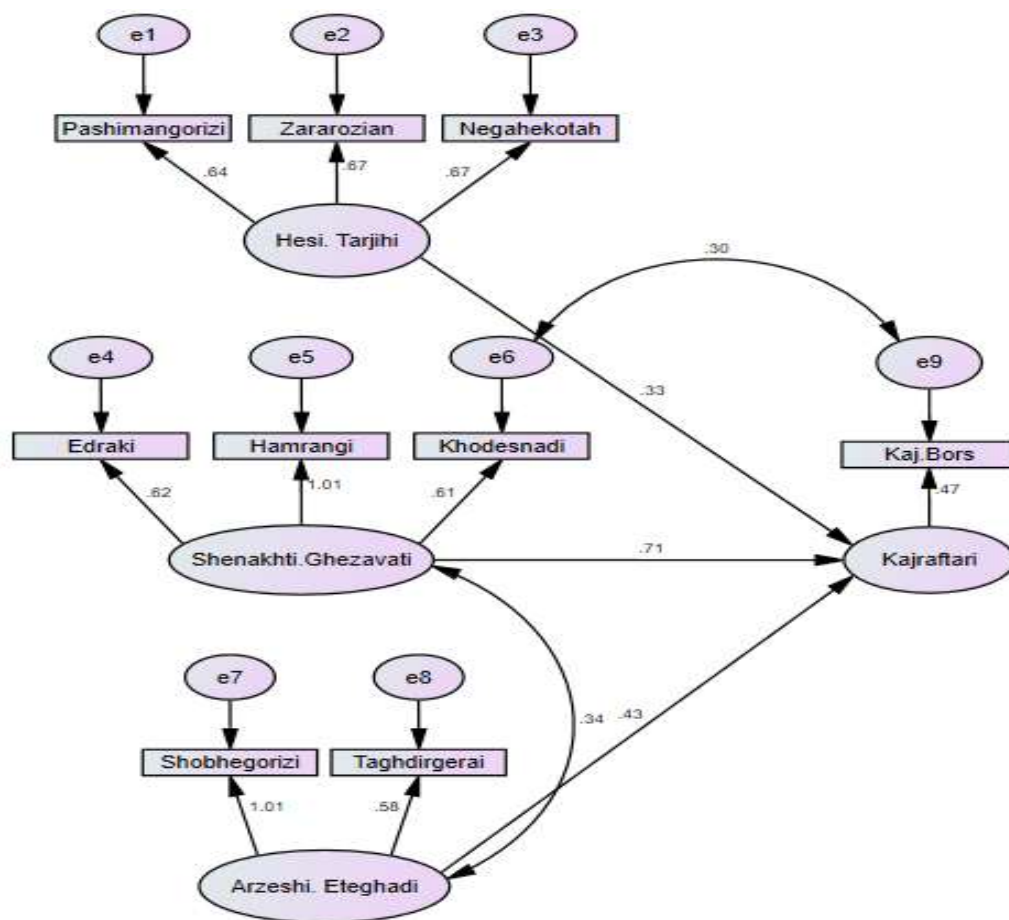 e1 e2 e3
Pashimangorizi Zararozian Negahekotah
.64 .67 .67
Hesi. Tarjihi
.30
e4 e5 e6 e9
.33
Edraki Hamrangi Khodesnadi Kaj.Bors
.62 1.01 .61 .47
Shenakhti.Ghezavati .71 Kajraftari
e7 e8
.34 .43
Shobhegorizi Taghdirgerai
1.01 .58
Arzeshi. Eteghadi